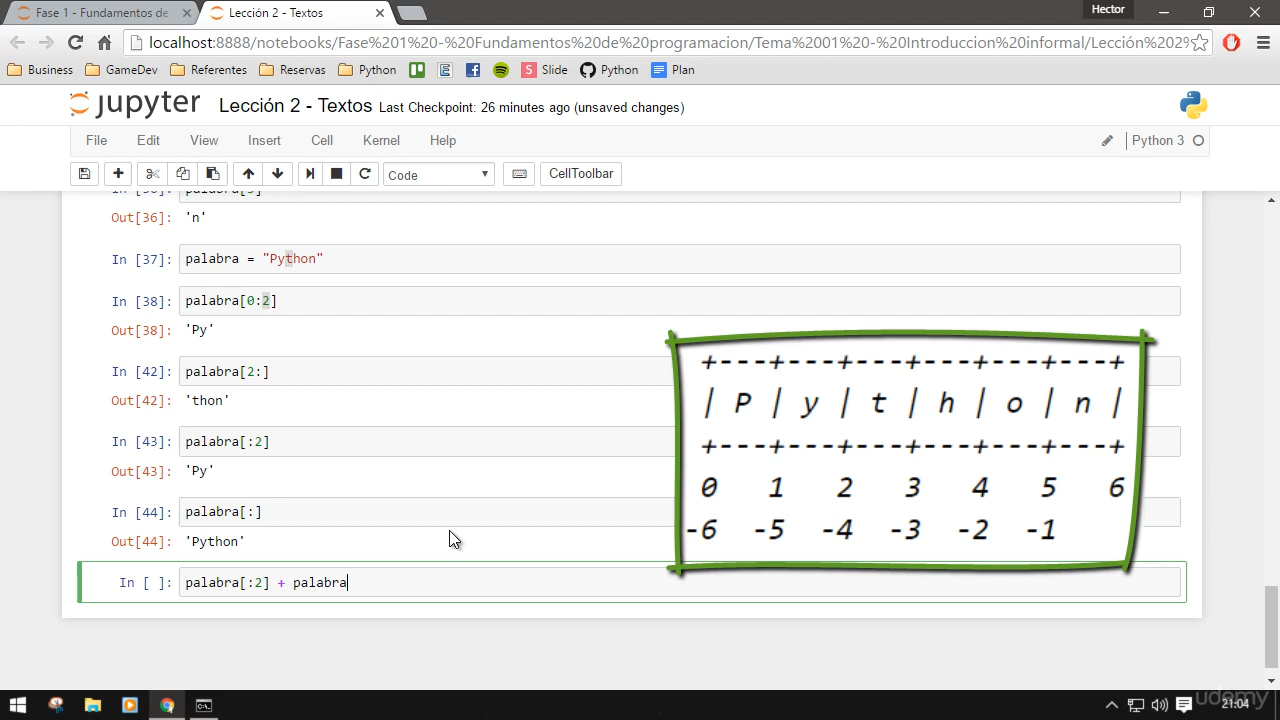 Hector
Fase 1 - Fundamentos de
Lección 2 - Textos
localhost:8888/notebooks/Fase%201%20-%20Fundamentos%20de%20programacion/Tema%2001%20-%20Introduccion%20informal/Lección%202%
Business GameDev Referentes Reservas Python Slide Python Plan
jupyter Lección 2 - Textos Last Checkpoint: 26 minutes ago (unsaved changes)
File Edit View Insert Cell Kernel Help Python 3
Code CellToolbar
Out[36]: 'n'
In [37]: palabra = "Python"
In [38]: palabra[0:2]
Out[38]: 'Py'
In [42]: palabra[2:]
Out[42]: 'thon'
In [43]: palabra[:2]
Out[43]: 'Py'
In [44]: palabra[:]
Out[44]: 'Python'
In [ ]: palabra[:2] + palabra
+---+---+---+---+---+---+
| P | y | t | h | o | n |
+---+---+---+---+---+---+
0 1 2 3 4 5 6
-6 -5 -4 -3 -2 -1
udemy
21:04